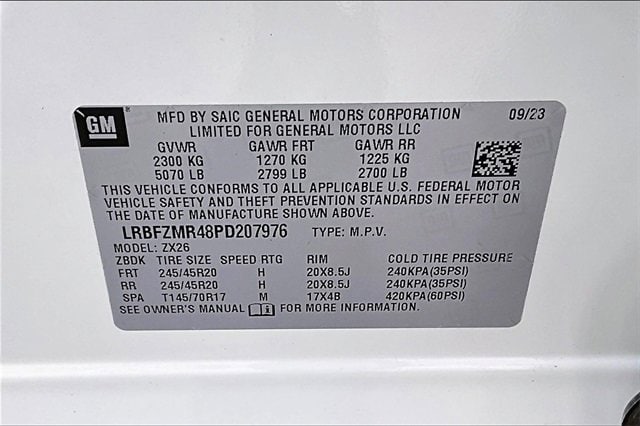 GM
MFD BY SAIC GENERAL MOTORS CORPORATION 09/23
LIMITED FOR GENERAL MOTORS LLC
GVWR GAWR FRT GAWR RR
2300 KG 1270 KG 1225 KG
5070 LB 2799 LB 2700 LB
THIS VEHICLE CONFORMS TO ALL APPLICABLE U.S. FEDERAL MOTOR
VEHICLE SAFETY AND THEFT PREVENTION STANDARDS IN EFFECT ON
THE DATE OF MANUFACTURE SHOWN ABOVE.
LRBFZMR48PD207976 TYPE: M.P.V.
MODEL: ZX26
ZBDK TIRE SIZE SPEED RTG RIM COLD TIRE PRESSURE
FRT 245/45R20 H 20X8.5J 240KPA(35PSI)
RR 245/45R20 H 20X8.5J 240KPA(35PSI)
SPA T145/70R17 M 17X4B 420KPA(60PSI)
SEE OWNER'S MANUAL FOR MORE INFORMATION.